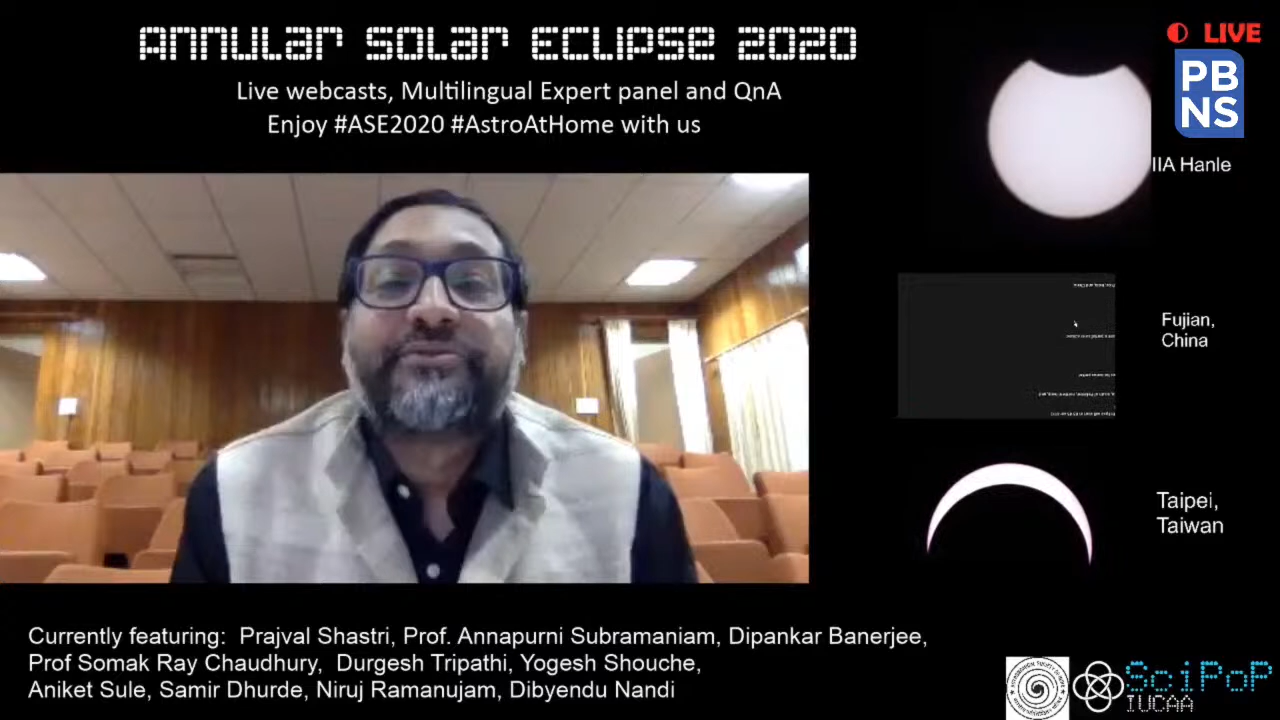 ANNULAR SOLAR ECLIPSE 2020
Live webcasts, Multilingual Expert panel and QnA
Enjoy #ASE2020 #AstroAtHome with us
LIVE
PB
NS
IIA Hanle
Fujian,
China
Taipei,
Taiwan
Currently featuring:  Prajval Shastri, Prof. Annapurni Subramaniam, Dipankar Banerjee,
Prof Somak Ray Chaudhury,  Durgesh Tripathi, Yogesh Shouche,
Aniket Sule, Samir Dhurde, Niruj Ramanujam, Dibyendu Nandi
SciPoP
IUCAA